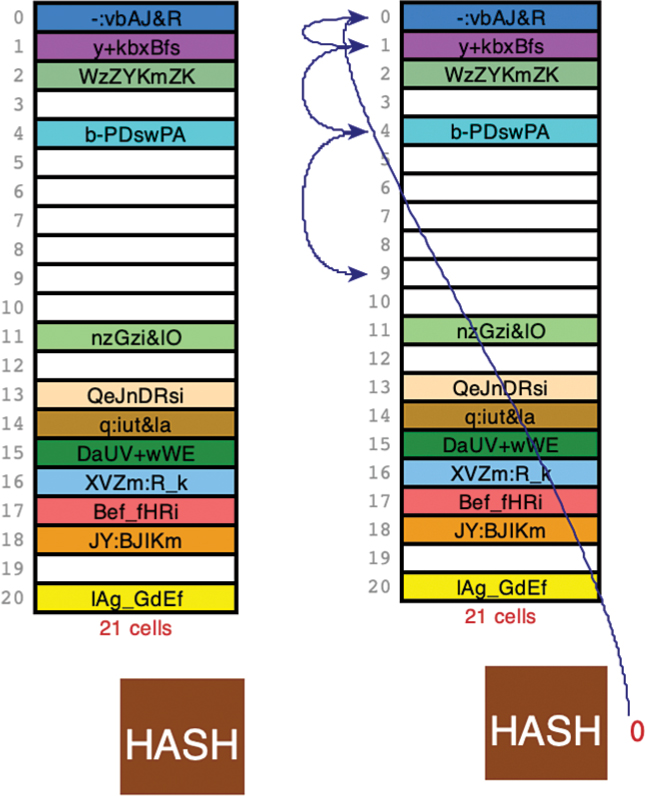 0 -:vbAJ&R
1 y+kbxBfs
2 WzZYKmZK
3
4 b-PDswPA
5
6
7
8
9
10
11 nzGzi&lO
12
13 QeJnDRsi
14 q:iut&la
15 DaUV+wWE
16 XVZm:R_k
17 Bef_fHRi
18 JY:BJIKm
19
20 lAg_GdEf
21 cells
HASH
0 -:vbAJ&R
1 y+kbxBfs
2 WzZYKmZK
3
4 b-PDswPA
5
6
7
8
9
10
11 nzGzi&lO
12
13 QeJnDRsi
14 q:iut&la
15 DaUV+wWE
16 XVZm:R_k
17 Bef_fHRi
18 JY:BJIKm
19
20 lAg_GdEf
21 cells
HASH 0